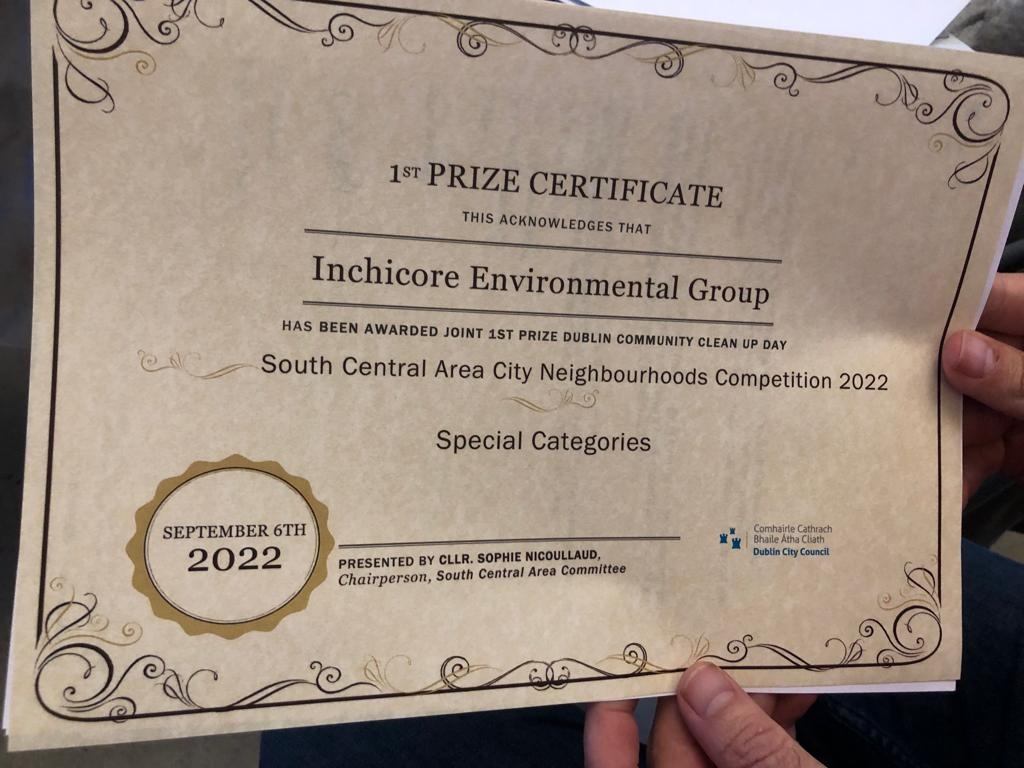 1ST PRIZE CERTIFICATE
THIS ACKNOWLEDGES THAT
Inchicore Environmental Group
HAS BEEN AWARDED JOINT 1ST PRIZE DUBLIN COMMUNITY CLEAN UP DAY
South Central Area City Neighbourhoods Competition 2022
Special Categories
SEPTEMBER 6TH
2022
PRESENTED BY CLLR. SOPHIE NICOULLAUD,
Chairperson, South Central Area Committee
Comhairle Cathrach
Bhaile Átha Cliath
Dublin City Council